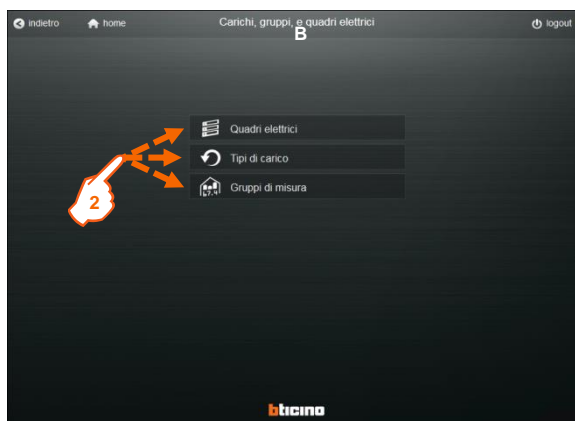 indietro home Carichi, gruppi, e quadri elettrici logout
B
Quadri elettrici
Tipi di carico
Gruppi di misura
2
bticino